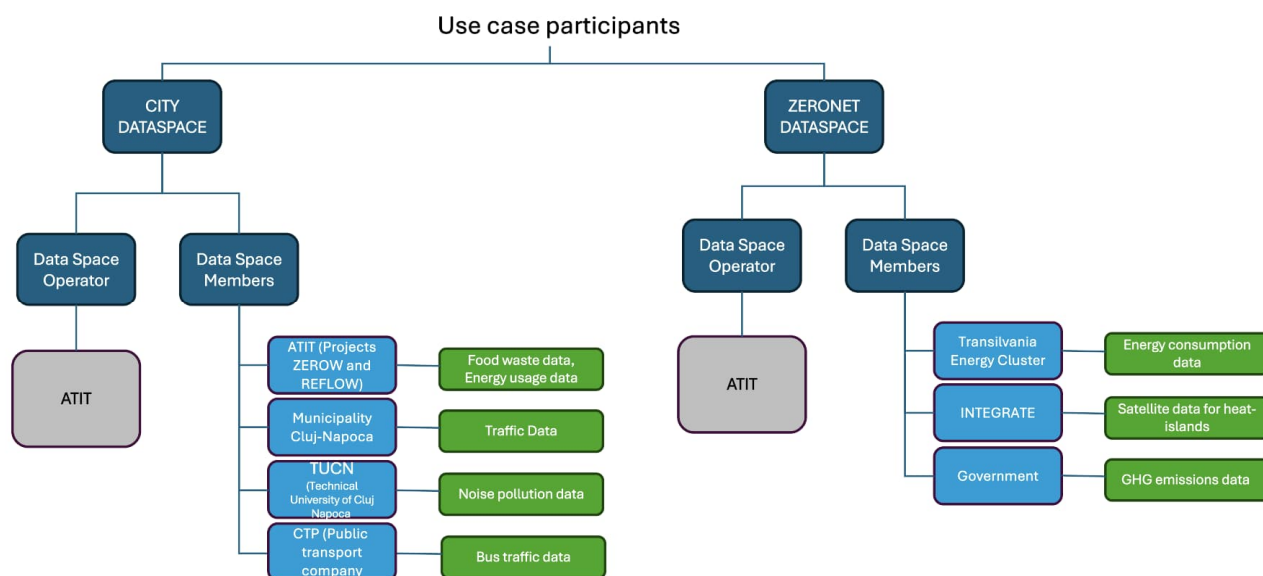 Use case participants
CITY
DATASPACE
Data Space
Operator
Data Space
Members
ATIT
ATIT (Projects
ZEROW and
REFLOW)
Food waste data,
Energy usage data
Municipality
Cluj-Napoca
Traffic Data
TUCN
(Technical
University of Cluj
Napoca
Noise pollution data
CTP (Public
transport
company
Bus traffic data
ZERONET
DATASPACE
Data Space
Operator
Data Space
Members
ATIT
Transilvania
Energy Cluster
Energy consumption
data
INTEGRATE
Satellite data for heat-
islands
Government
GHG emissions data